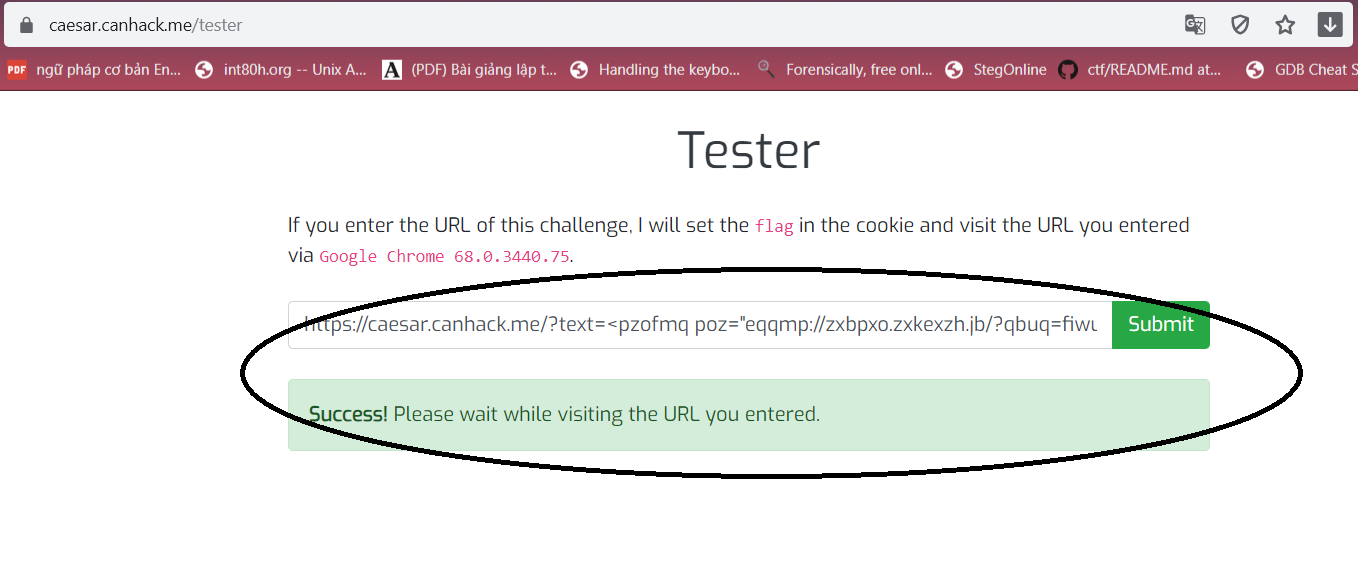 caesar.canhack.me/tester
PDF ngữ pháp cơ bản En... int80h.org -- Unix A... A (PDF) Bài giảng lập t... Handling the keybo... Forensically, free onl... StegOnline ctf/README.md at... GDB Cheat S
Tester
If you enter the URL of this challenge, I will set the flag in the cookie and visit the URL you entered
via Google Chrome 68.0.3440.75.
https://caesar.canhack.me/?text=<pzofmq poz="eqqmp://zxbpxo.zxkexzh.jb/?qbuq=fiwu Submit
Success! Please wait while visiting the URL you entered.